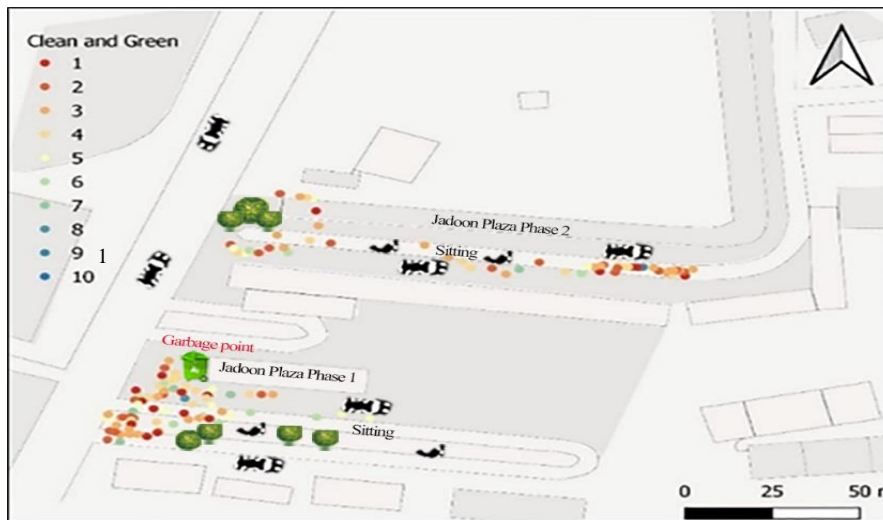 Clean and Green
1
2
3
4
5
6
7
8
9 1
10
Jadoon Plaza Phase 2
Sitting
Garbage point
Jadoon Plaza Phase 1
Sitting
0 25 50 m